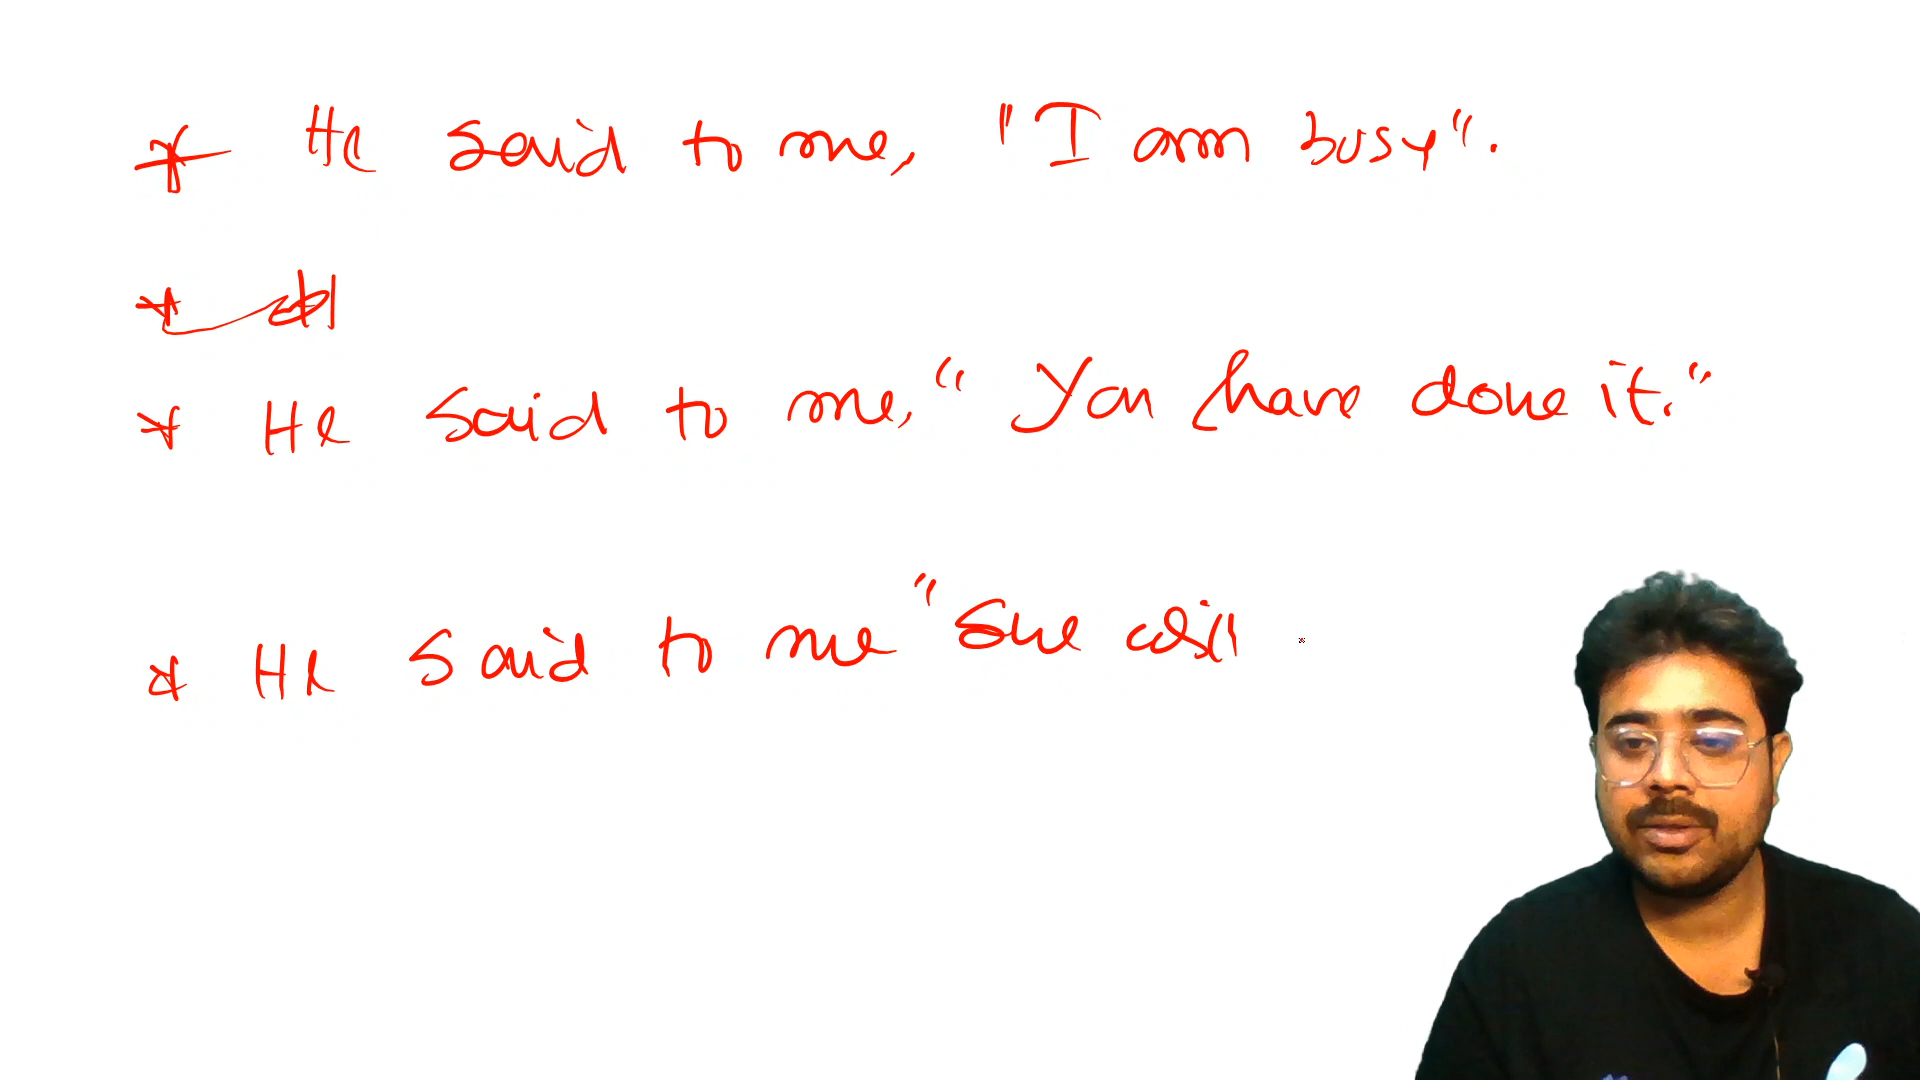 * He said to me, "I am busy".
*
* He said to me, "You have done it."
* He said to me "She will